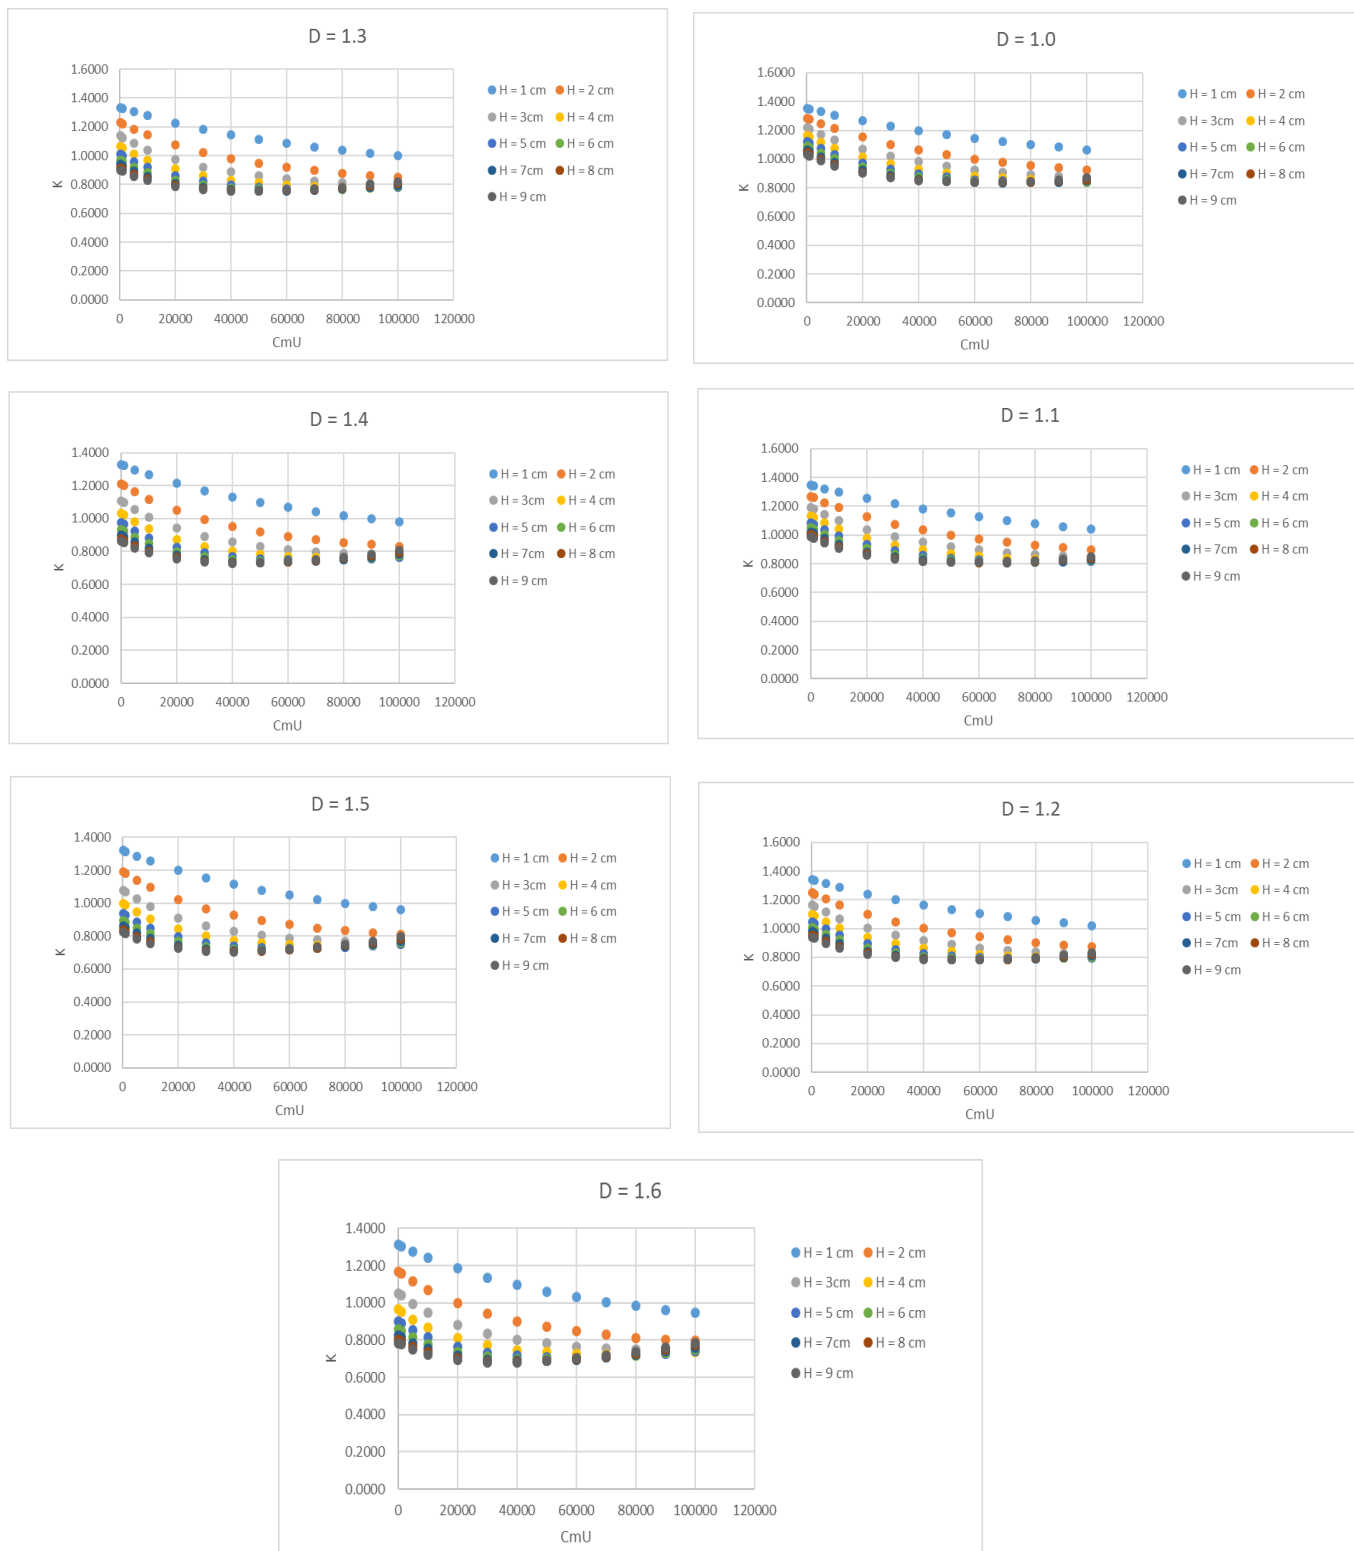 D = 1.3
1.6000
1.4000
1.2000
1.0000
0.8000
0.6000
0.4000
0.2000
0.0000
K
0 20000 40000 60000 80000 100000 120000
CmU
H = 1 cm H = 2 cm
H = 3cm H = 4 cm
H = 5 cm H = 6 cm
H = 7cm H = 8 cm
H = 9 cm
D = 1.0
1.6000
1.4000
1.2000
1.0000
0.8000
0.6000
0.4000
0.2000
0.0000
K
0 20000 40000 60000 80000 100000 120000
CmU
H = 1 cm H = 2 cm
H = 3cm H = 4 cm
H = 5 cm H = 6 cm
H = 7cm H = 8 cm
H = 9 cm
D = 1.4
1.4000
1.2000
1.0000
0.8000
0.6000
0.4000
0.2000
0.0000
K
0 20000 40000 60000 80000 100000 120000
CmU
H = 1 cm H = 2 cm
H = 3cm H = 4 cm
H = 5 cm H = 6 cm
H = 7cm H = 8 cm
H = 9 cm
D = 1.1
1.6000
1.4000
1.2000
1.0000
0.8000
0.6000
0.4000
0.2000
0.0000
K
0 20000 40000 60000 80000 100000 120000
CmU
H = 1 cm H = 2 cm
H = 3cm H = 4 cm
H = 5 cm H = 6 cm
H = 7cm H = 8 cm
H = 9 cm
D = 1.5
1.4000
1.2000
1.0000
0.8000
0.6000
0.4000
0.2000
0.0000
K
0 20000 40000 60000 80000 100000 120000
CmU
H = 1 cm H = 2 cm
H = 3cm H = 4 cm
H = 5 cm H = 6 cm
H = 7cm H = 8 cm
H = 9 cm
D = 1.2
1.6000
1.4000
1.2000
1.0000
0.8000
0.6000
0.4000
0.2000
0.0000
K
0 20000 40000 60000 80000 100000 120000
CmU
H = 1 cm H = 2 cm
H = 3cm H = 4 cm
H = 5 cm H = 6 cm
H = 7cm H = 8 cm
H = 9 cm
D = 1.6
1.4000
1.2000
1.0000
0.8000
0.6000
0.4000
0.2000
0.0000
K
0 20000 40000 60000 80000 100000 120000
CmU
H = 1 cm H = 2 cm
H = 3cm H = 4 cm
H = 5 cm H = 6 cm
H = 7cm H = 8 cm
H = 9 cm